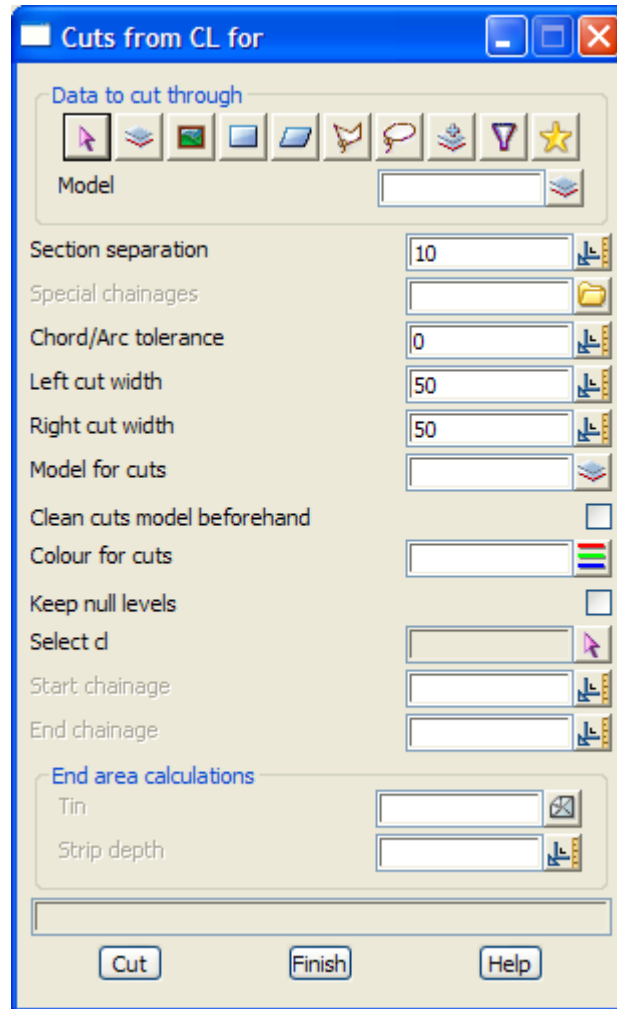 Cuts from CL for
Data to cut through
Model
Section separation 10
Special chainages
Chord/Arc tolerance 0
Left cut width 50
Right cut width 50
Model for cuts
Clean cuts model beforehand
Colour for cuts
Keep null levels
Select cl
Start chainage
End chainage
End area calculations
Tin
Strip depth
Cut Finish Help